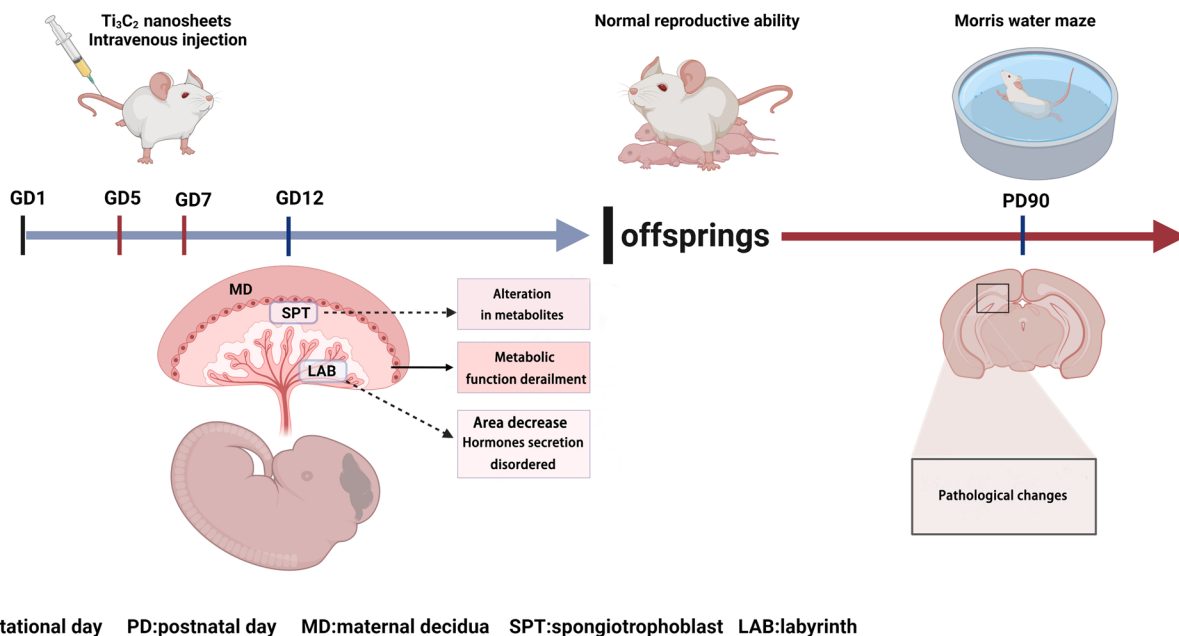 Ti₃C₂ nanosheets
Intravenous injection
Normal reproductive ability
Morris water maze
GD1
GD5
GD7
GD12
offsprings
PD90
MD
SPT
LAB
Alteration
in metabolites
Metabolic
function derailment
Area decrease
Hormones secretion
disordered
Pathological changes
tational day PD:postnatal day MD:maternal decidua SPT:spongiotrophoblast LAB:labyrinth